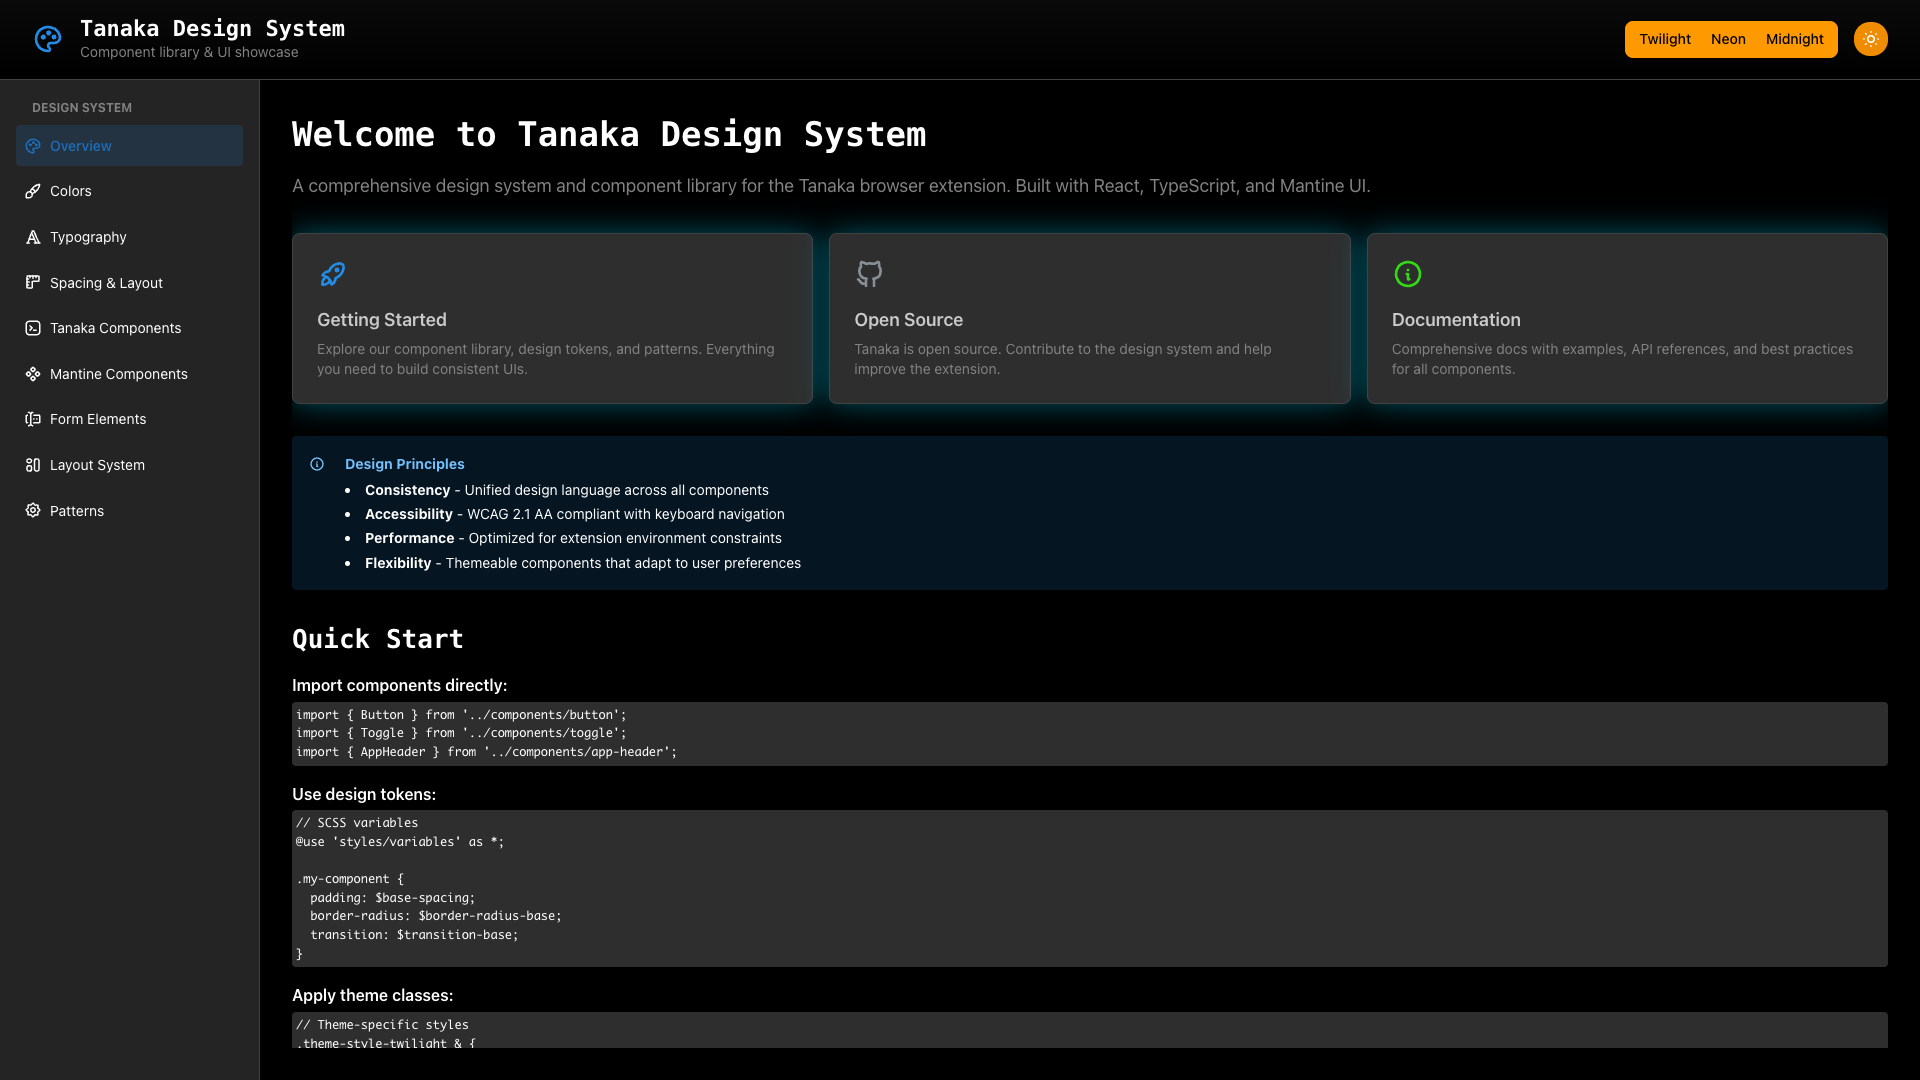 Tanaka Design System
Component library & UI showcase
Twilight
Neon
Midnight
DESIGN SYSTEM
Overview
Colors
Typography
Spacing & Layout
Tanaka Components
Mantine Components
Form Elements
Layout System
Patterns
Welcome to Tanaka Design System
A comprehensive design system and component library for the Tanaka browser extension. Built with React, TypeScript, and Mantine UI.
Getting Started
Explore our component library, design tokens, and patterns. Everything
you need to build consistent UIs.
Open Source
Tanaka is open source. Contribute to the design system and help
improve the extension.
Documentation
Comprehensive docs with examples, API references, and best practices
for all components.
Design Principles
Consistency - Unified design language across all components
Accessibility - WCAG 2.1 AA compliant with keyboard navigation
Performance - Optimized for extension environment constraints
Flexibility - Themeable components that adapt to user preferences
Quick Start
Import components directly:
import { Button } from '../components/button';
import { Toggle } from '../components/toggle';
import { AppHeader } from '../components/app-header';
Use design tokens:
// SCSS variables
@use 'styles/variables' as *;
.my-component {
  padding: $base-spacing;
  border-radius: $border-radius-base;
  transition: $transition-base;
}
Apply theme classes:
// Theme-specific styles
.theme-style-twilight & {